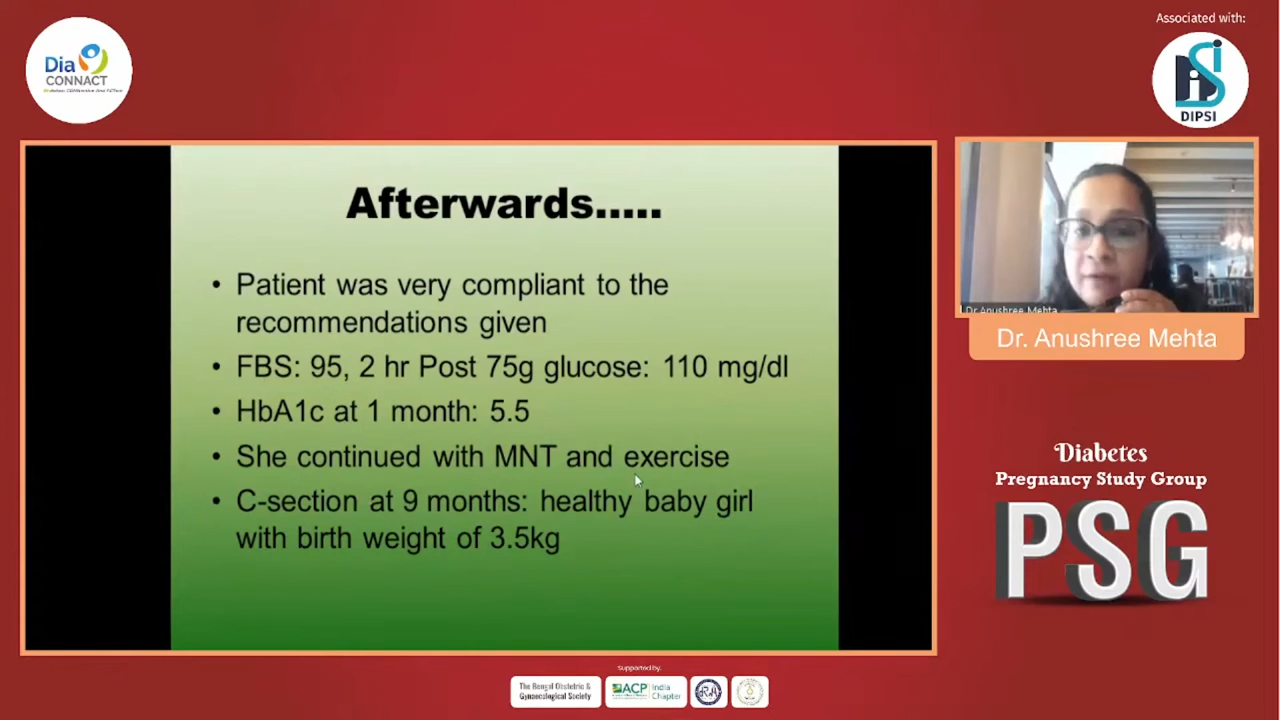 Associated with:
Dia
CONNACT
DIPSI
Afterwards.....
• Patient was very compliant to the
recommendations given
• FBS: 95, 2 hr Post 75g glucose: 110 mg/dl
• HbA1c at 1 month: 5.5
• She continued with MNT and exercise
• C-section at 9 months: healthy baby girl
with birth weight of 3.5kg
Dr Anushree Mehta
Dr. Anushree Mehta
Diabetes
Pregnancy Study Group
PSG
Supported by:
The Bengal Obstetric &
Gynaecological Society
ACP India
Chapter